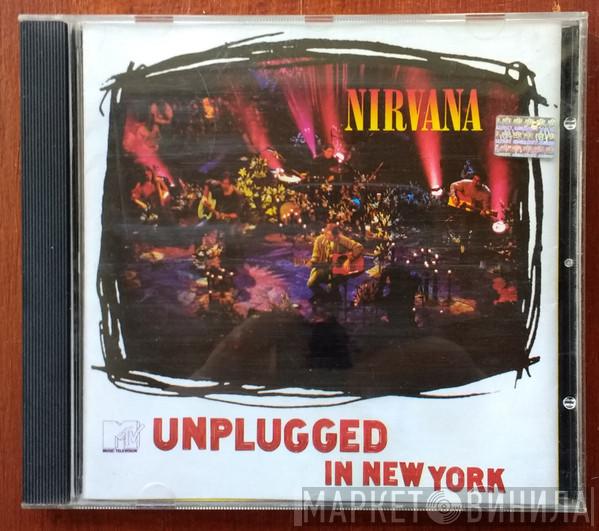 NIRVANA
MTV
MUSIC TELEVISION
UNPLUGGED
IN NEW YORK
МАРКЕТ ВИНИЛА